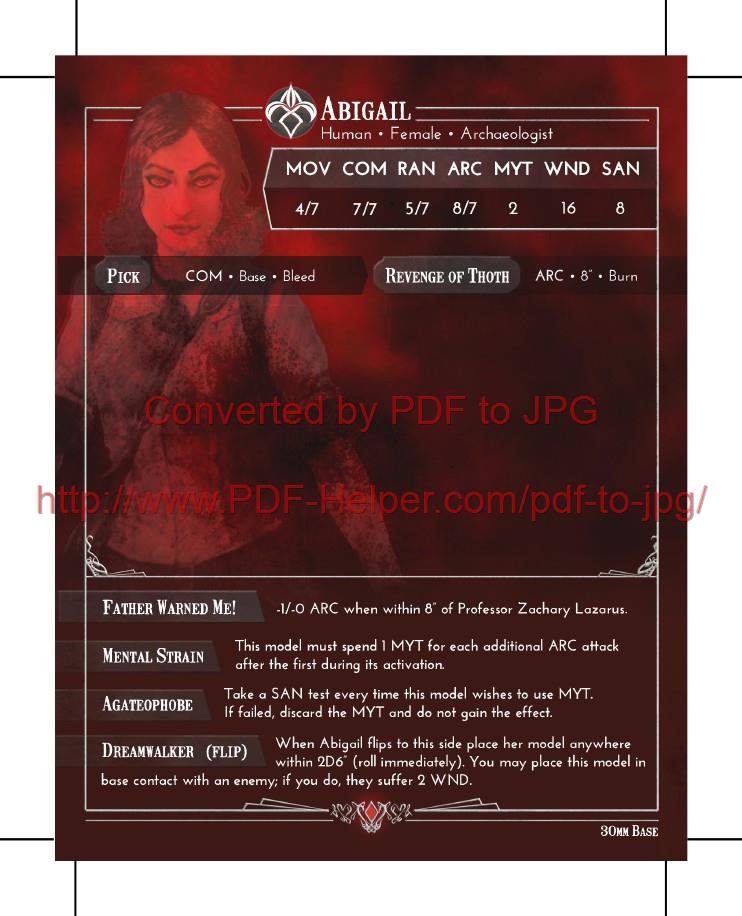 ABIGAIL
Human • Female • Archaeologist
MOV COM RAN ARC MYT WND SAN
4/7 7/7 5/7 8/7 2 16 8
PICK COM • Base • Bleed REVENGE OF THOTH ARC • 8" • Burn
Converted by PDF to JPG
http://www.PDF-Helper.com/pdf-to-jpg/
FATHER WARNED ME! -1/-0 ARC when within 8" of Professor Zachary Lazarus.
MENTAL STRAIN This model must spend 1 MYT for each additional ARC attack
after the first during its activation.
AGATEOPHOBE Take a SAN test every time this model wishes to use MYT.
If failed, discard the MYT and do not gain the effect.
DREAMWALKER (FLIP) When Abigail flips to this side place her model anywhere
within 2D6" (roll immediately). You may place this model in
base contact with an enemy; if you do, they suffer 2 WND.
30MM BASE